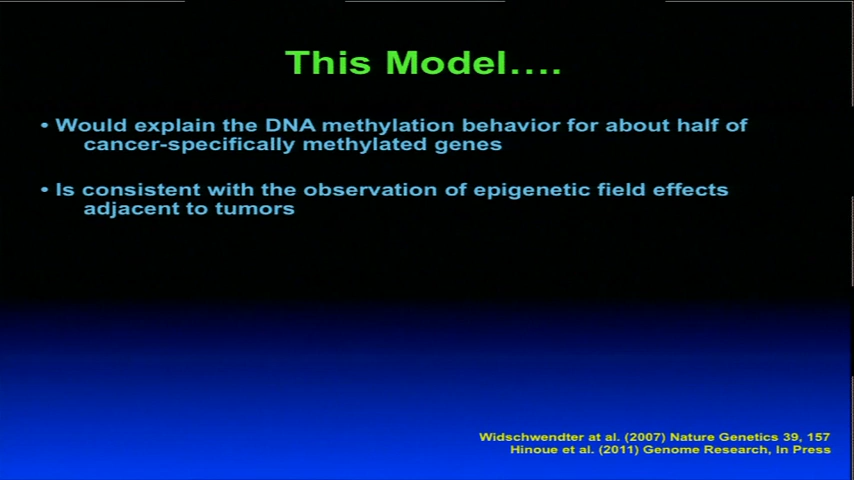 This Model....
• Would explain the DNA methylation behavior for about half of
cancer-specifically methylated genes
• Is consistent with the observation of epigenetic field effects
adjacent to tumors
Widschwendter at al. (2007) Nature Genetics 39, 157
Hinoue et al. (2011) Genome Research, In Press